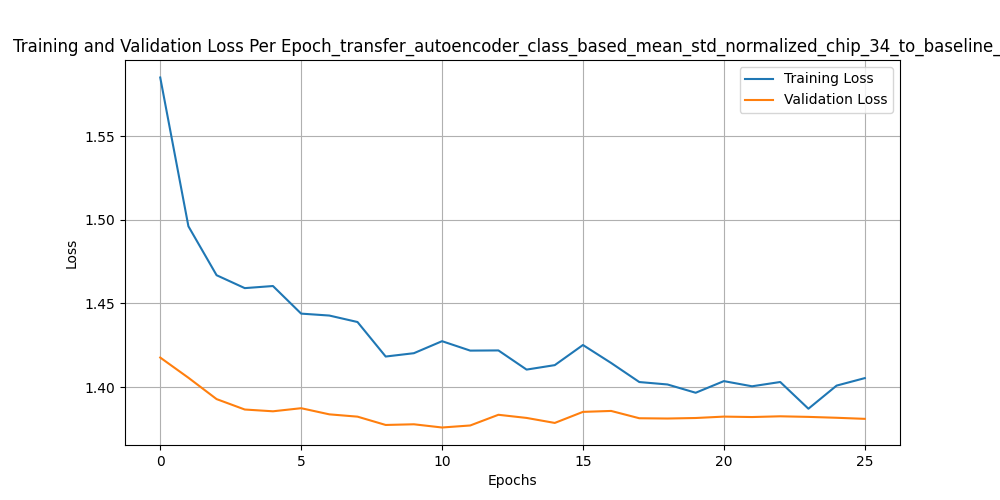 Training and Validation Loss Per Epoch_transfer_autoencoder_class_based_mean_std_normalized_chip_34_to_baseline_
Training Loss
Validation Loss
1.55
1.50
1.45
1.40
Loss
0 5 10 15 20 25
Epochs